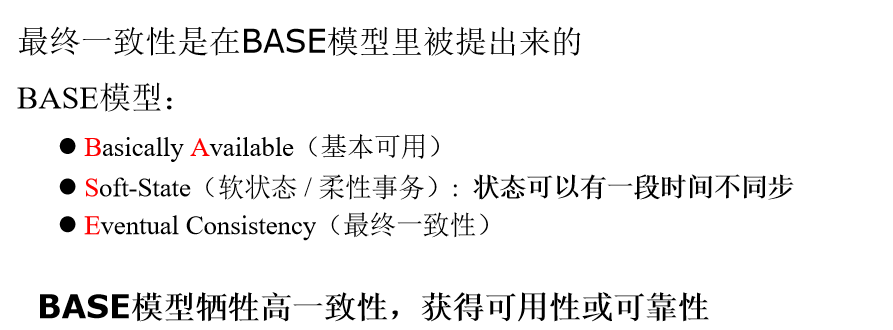 最终一致性是在BASE模型里被提出来的
BASE模型：
● Basically Available（基本可用）
● Soft-State（软状态 / 柔性事务）: 状态可以有一段时间不同步
● Eventual Consistency（最终一致性）
BASE模型牺牲高一致性，获得可用性或可靠性